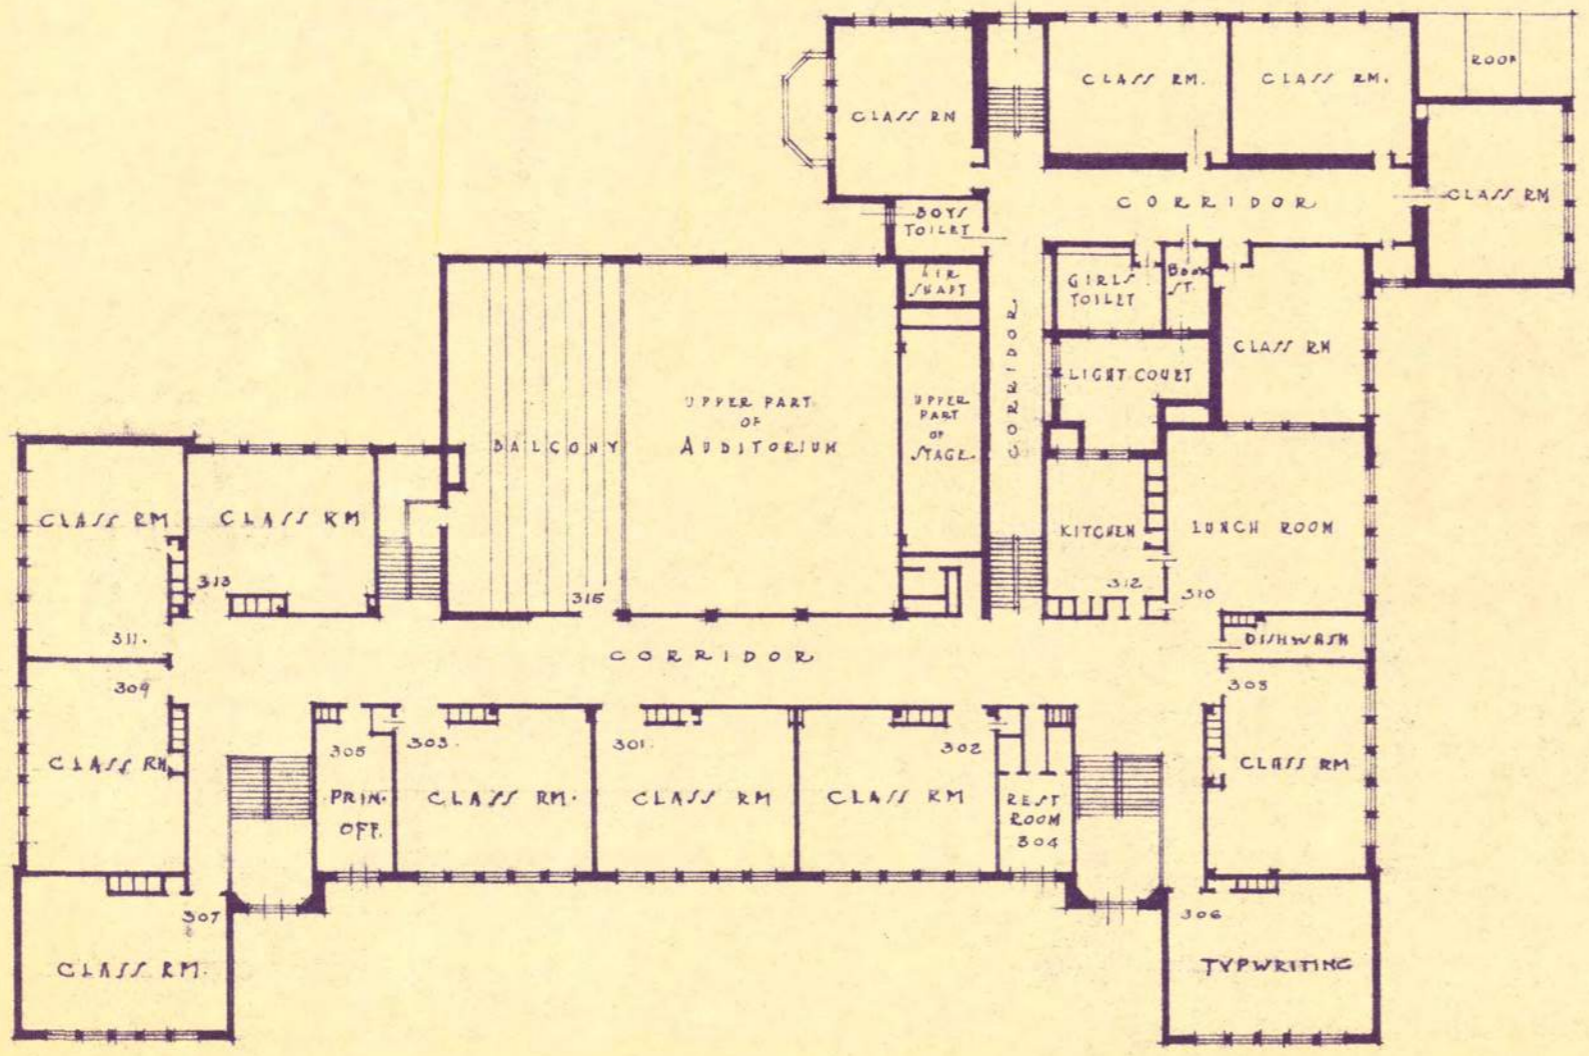 ROOF
CLASS RM.
CLASS RM.
CLASS RM
CLASS RM
CORRIDOR
BOYS
TOILET
AIR
SHAFT
GIRLS
TOILET
BOOK
ST.
CORRIDOR
CLASS RM
LIGHT COURT
UPPER PART
OF
AUDITORIUM
UPPER
PART
OF
STAGE
BALCONY
CLASS RM
CLASS RM
KITCHEN
LUNCH ROOM
313
312
310
315
311.
DISHWASH
CORRIDOR
309
308
305
303.
301.
302
CLASS RM
PRIN.
OFF.
CLASS RM.
CLASS RM
CLASS RM
REST
ROOM
304
CLASS RM
307
306
CLASS RM.
TYPWRITING